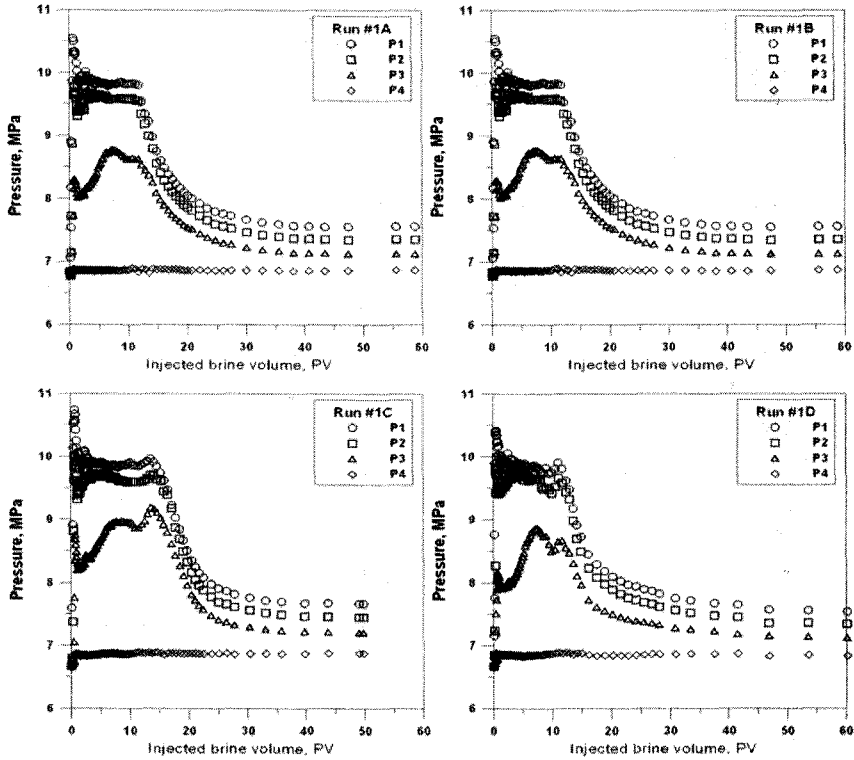 Run #1A
P1
P2
P3
P4
Pressure, MPa
11
10
9
8
7
6
0 10 20 30 40 50 60
Injected brine volume, PV
Run #1B
P1
P2
P3
P4
Pressure, MPa
11
10
9
8
7
6
0 10 20 30 40 50 60
Injected brine volume, PV
Run #1C
P1
P2
P3
P4
Pressure, MPa
11
10
9
8
7
6
0 10 20 30 40 50 60
Injected brine volume, PV
Run #1D
P1
P2
P3
P4
Pressure, MPa
11
10
9
8
7
6
0 10 20 30 40 50 60
Injected brine volume, PV